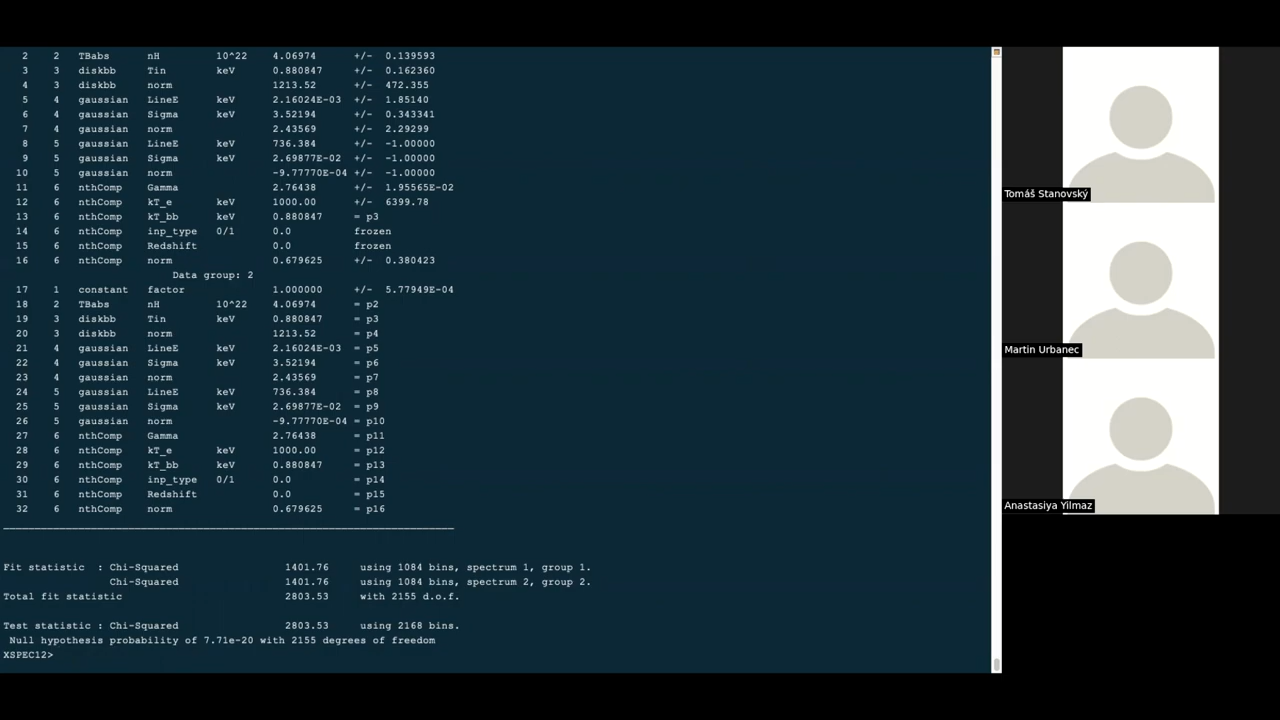 2 2 TBabs nH 10^22 4.06974 +/- 0.139593
3 3 diskbb Tin keV 0.880847 +/- 0.162360
4 3 diskbb norm 1213.52 +/- 472.355
5 4 gaussian LineE keV 2.16024E-03 +/- 1.85140
6 4 gaussian Sigma keV 3.52194 +/- 0.343341
7 4 gaussian norm 2.43569 +/- 2.29299
8 5 gaussian LineE keV 736.384 +/- -1.00000
9 5 gaussian Sigma keV 2.69877E-02 +/- -1.00000
10 5 gaussian norm -9.77770E-04 +/- -1.00000
11 6 nthComp Gamma 2.76438 +/- 1.95565E-02
12 6 nthComp kT_e keV 1000.00 +/- 6399.78
13 6 nthComp kT_bb keV 0.880847 = p3
14 6 nthComp inp_type 0/1 0.0 frozen
15 6 nthComp Redshift 0.0 frozen
16 6 nthComp norm 0.679625 +/- 0.380423
Data group: 2
17 1 constant factor 1.000000 +/- 5.77949E-04
18 2 TBabs nH 10^22 4.06974 = p2
19 3 diskbb Tin keV 0.880847 = p3
20 3 diskbb norm 1213.52 = p4
21 4 gaussian LineE keV 2.16024E-03 = p5
22 4 gaussian Sigma keV 3.52194 = p6
23 4 gaussian norm 2.43569 = p7
24 5 gaussian LineE keV 736.384 = p8
25 5 gaussian Sigma keV 2.69877E-02 = p9
26 5 gaussian norm -9.77770E-04 = p10
27 6 nthComp Gamma 2.76438 = p11
28 6 nthComp kT_e keV 1000.00 = p12
29 6 nthComp kT_bb keV 0.880847 = p13
30 6 nthComp inp_type 0/1 0.0 = p14
31 6 nthComp Redshift 0.0 = p15
32 6 nthComp norm 0.679625 = p16
Fit statistic : Chi-Squared 1401.76 using 1084 bins, spectrum 1, group 1.
Chi-Squared 1401.76 using 1084 bins, spectrum 2, group 2.
Total fit statistic 2803.53 with 2155 d.o.f.
Test statistic : Chi-Squared 2803.53 using 2168 bins.
Null hypothesis probability of 7.71e-20 with 2155 degrees of freedom
XSPEC12>
Tomáš Stanovský
Martin Urbanec
Anastasiya Yilmaz